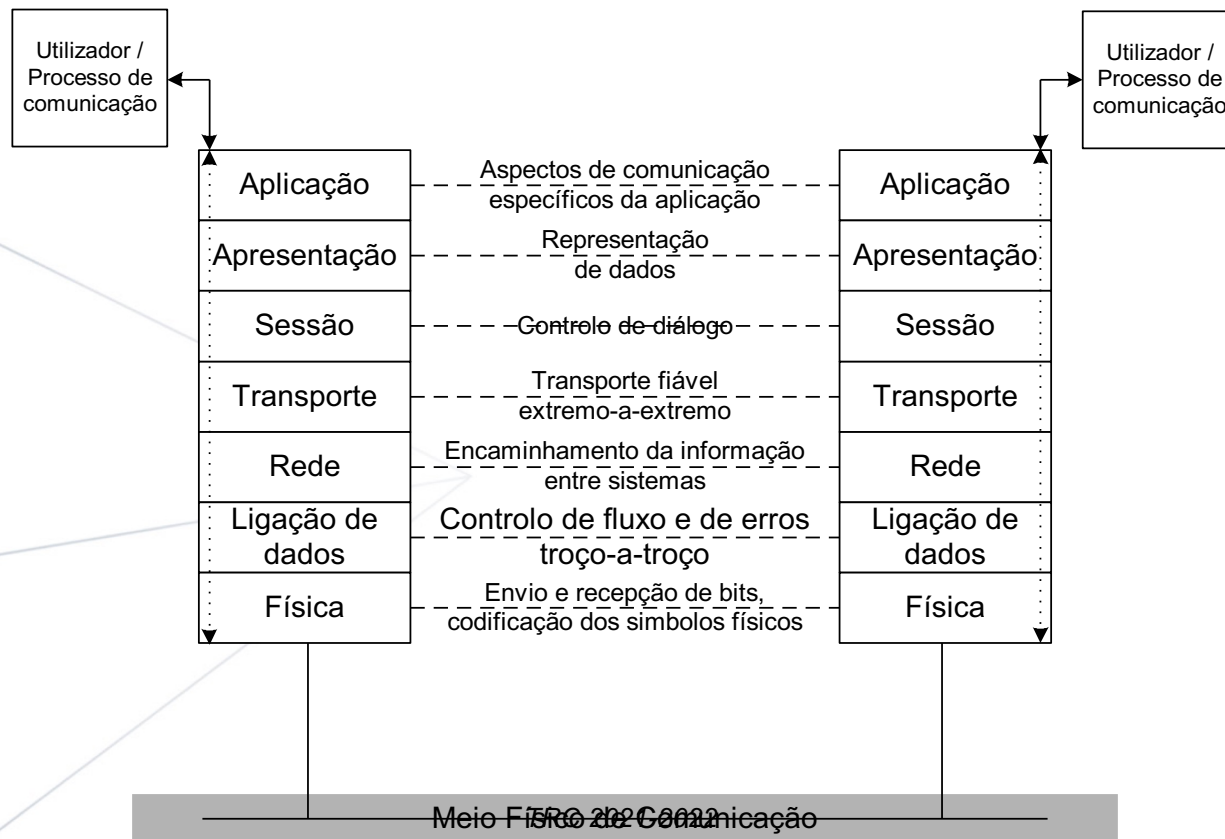 Utilizador /
Processo de
comunicação
Utilizador /
Processo de
comunicação
Aplicação
Aspectos de comunicação
específicos da aplicação
Aplicação
Apresentação
Representação
de dados
Apresentação
Sessão
Controlo de diálogo
Sessão
Transporte
Transporte fiável
extremo-a-extremo
Transporte
Rede
Encaminhamento da informação
entre sistemas
Rede
Ligação de
dados
Controlo de fluxo e de erros
troço-a-troço
Ligação de
dados
Física
Envio e recepção de bits,
codificação dos simbolos físicos
Física
Meio Físico de Comunicação
TRC 2021-2022